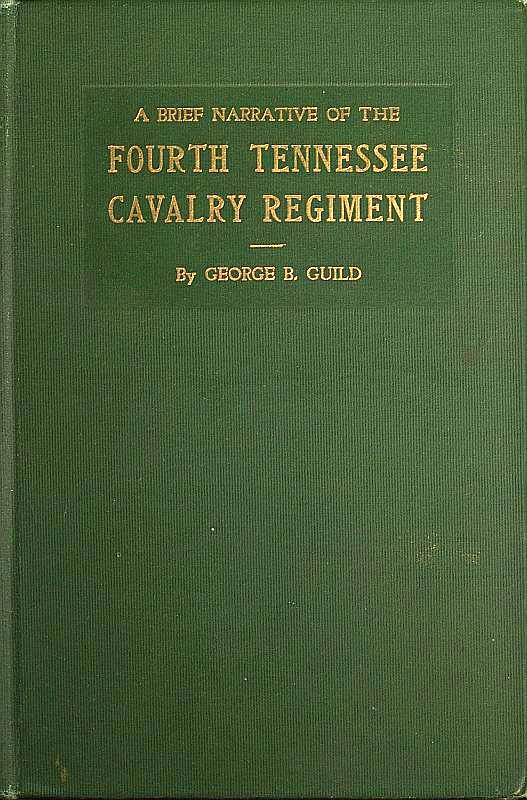 A BRIEF NARRATIVE OF THE
FOURTH TENNESSEE
CAVALRY REGIMENT
By GEORGE B. GUILD